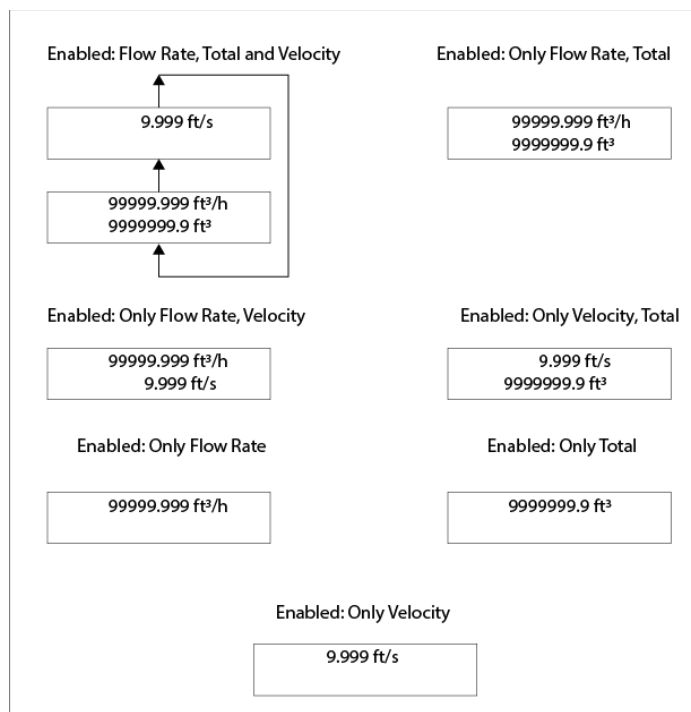 Enabled: Flow Rate, Total and Velocity
9.999 ft/s
99999.999 ft³/h
9999999.9 ft³
Enabled: Only Flow Rate, Total
99999.999 ft³/h
9999999.9 ft³
Enabled: Only Flow Rate, Velocity
99999.999 ft³/h
9.999 ft/s
Enabled: Only Velocity, Total
9.999 ft/s
9999999.9 ft³
Enabled: Only Flow Rate
99999.999 ft³/h
Enabled: Only Total
9999999.9 ft³
Enabled: Only Velocity
9.999 ft/s